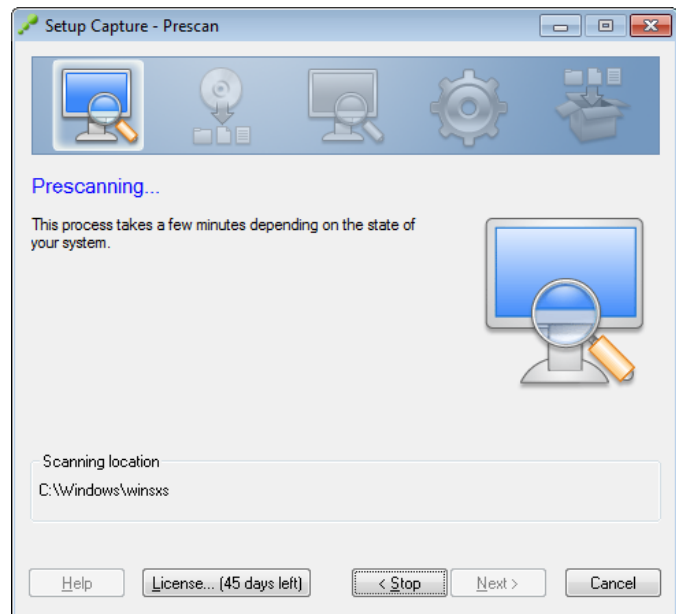 Setup Capture - Prescan
Prescanning...
This process takes a few minutes depending on the state of
your system.
Scanning location
C:\Windows\winsxs
Help
License... (45 days left)
< Stop
Next >
Cancel